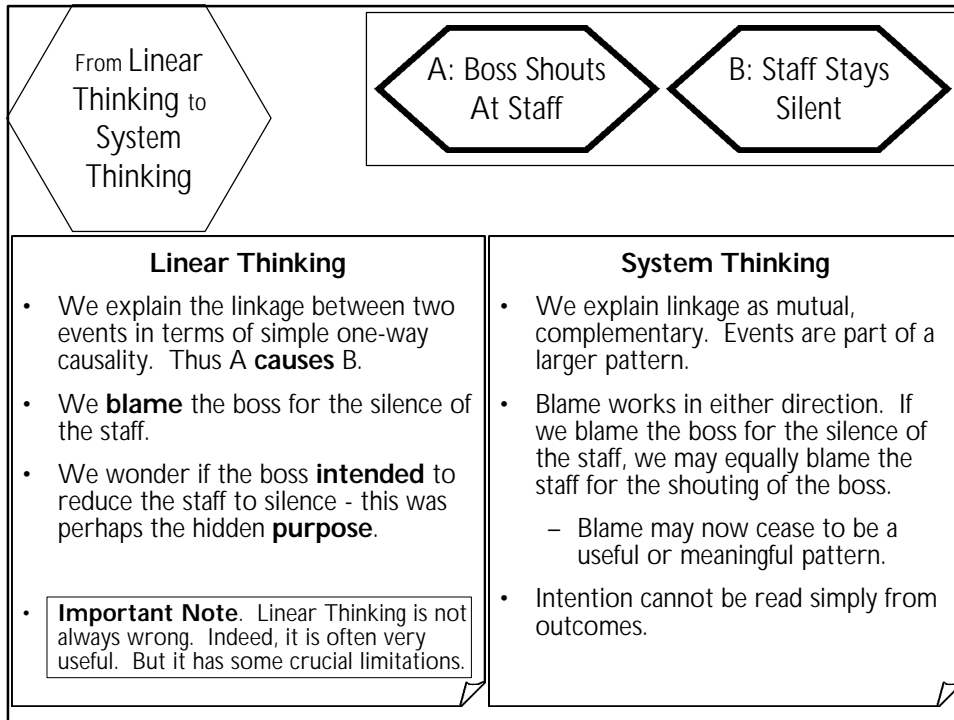 From Linear
Thinking to
System
Thinking
A: Boss Shouts
At Staff
B: Staff Stays
Silent
Linear Thinking
• We explain the linkage between two
events in terms of simple one-way
causality. Thus A causes B.
• We blame the boss for the silence of
the staff.
• We wonder if the boss intended to
reduce the staff to silence - this was
perhaps the hidden purpose.
• Important Note. Linear Thinking is not
always wrong. Indeed, it is often very
useful. But it has some crucial limitations.
System Thinking
• We explain linkage as mutual,
complementary. Events are part of a
larger pattern.
• Blame works in either direction. If
we blame the boss for the silence of
the staff, we may equally blame the
staff for the shouting of the boss.
– Blame may now cease to be a
useful or meaningful pattern.
• Intention cannot be read simply from
outcomes.